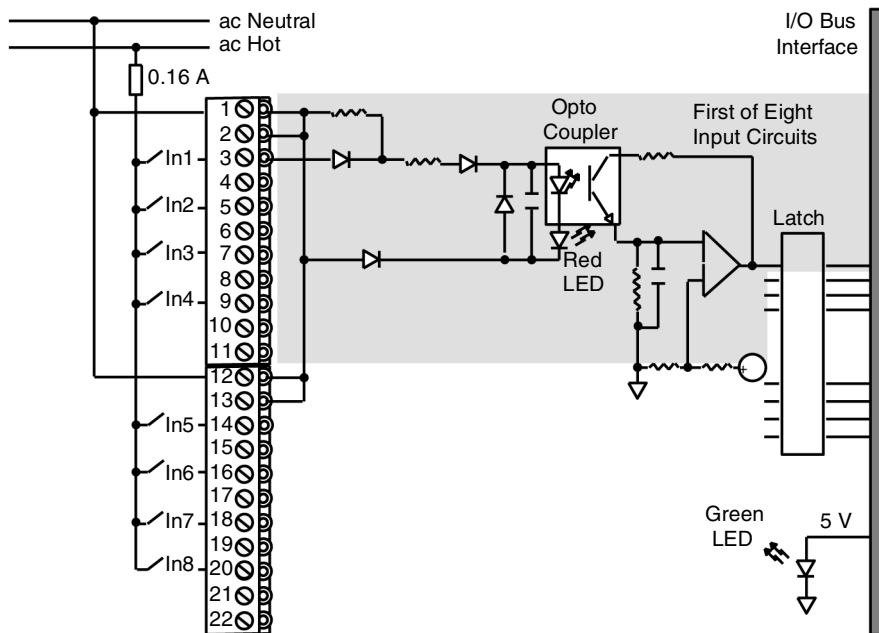 ac Neutral
ac Hot
I/O Bus
Interface
0.16 A
1
2
3
4
5
6
7
8
9
10
11
12
13
14
15
16
17
18
19
20
21
22
In1
In2
In3
In4
In5
In6
In7
In8
Opto
Coupler
First of Eight
Input Circuits
Red
LED
Latch
+
Green
LED
5 V